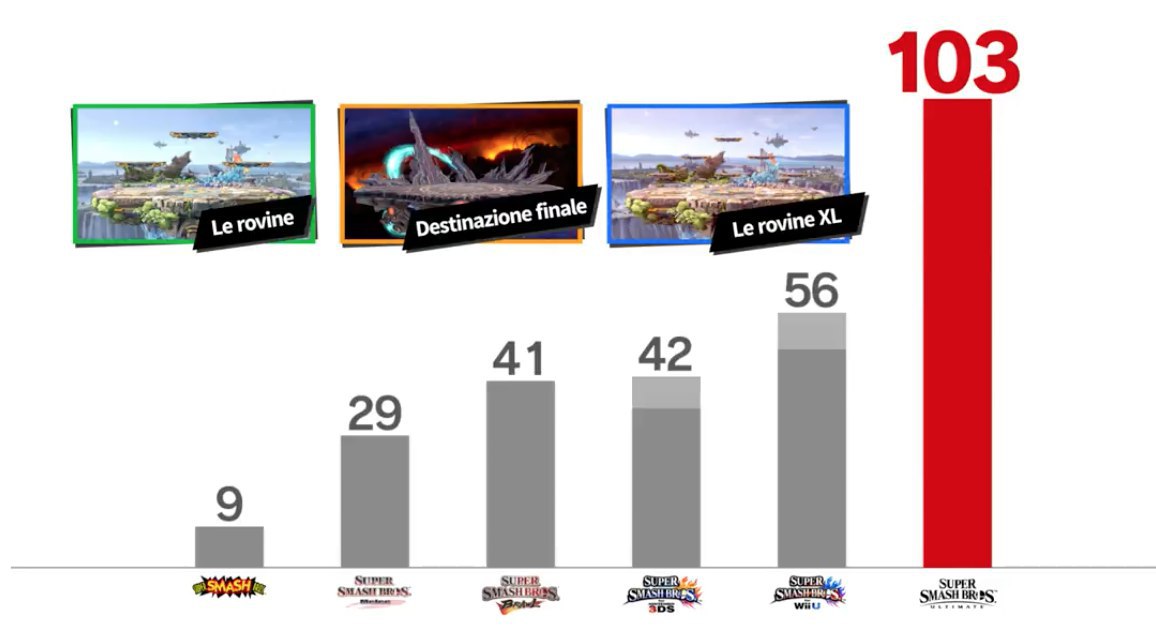 103
Le rovine
Destinazione finale
Le rovine XL
56
42
41
29
9
SMASH
SUPER
SMASH BROS.
Melee
SUPER
SMASH BROS.
BRAWL
SUPER
SMASH BROS.
for
3DS
SUPER
SMASH BROS.
for
Wii U
SUPER
SMASH BROS.
ULTIMATE